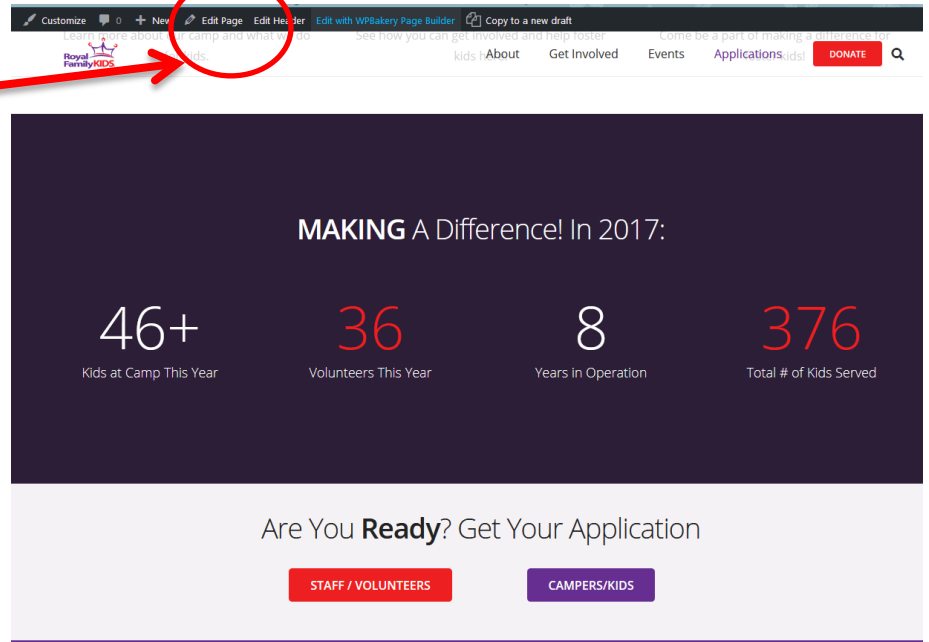 Customize 0 + New Edit Page Edit Header Edit with WPBakery Page Builder Copy to a new draft
Learn more about our camp and what we do See how you can get involved and help foster Come be a part of making a difference for
Royal
FamilyKIDS
kids. kids h
About Get Involved Events Applications kids! DONATE
MAKING A Difference! In 2017:
46+ 36 8 376
Kids at Camp This Year Volunteers This Year Years in Operation Total # of Kids Served
Are You Ready? Get Your Application
STAFF / VOLUNTEERS CAMPERS/KIDS